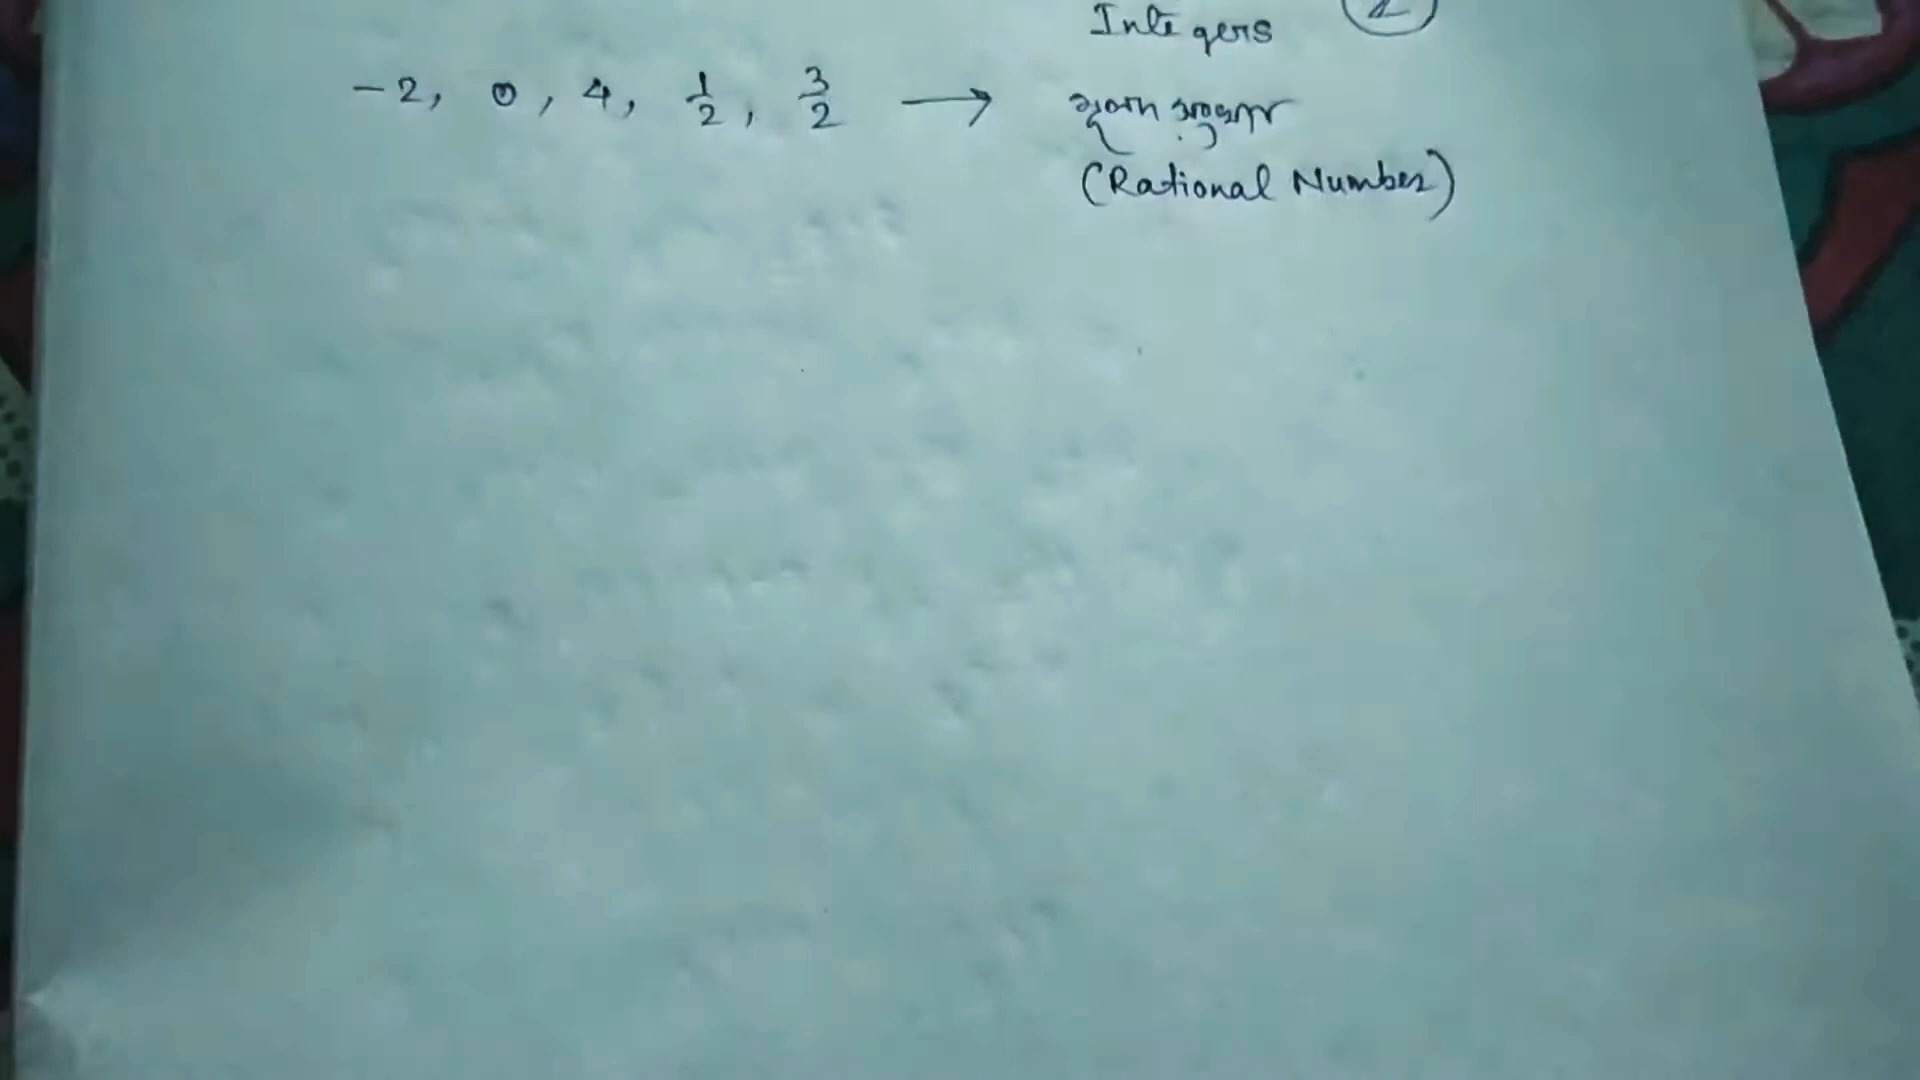 Integers
-2, 0, 4, 1/2, 3/2 →
(Rational Number)